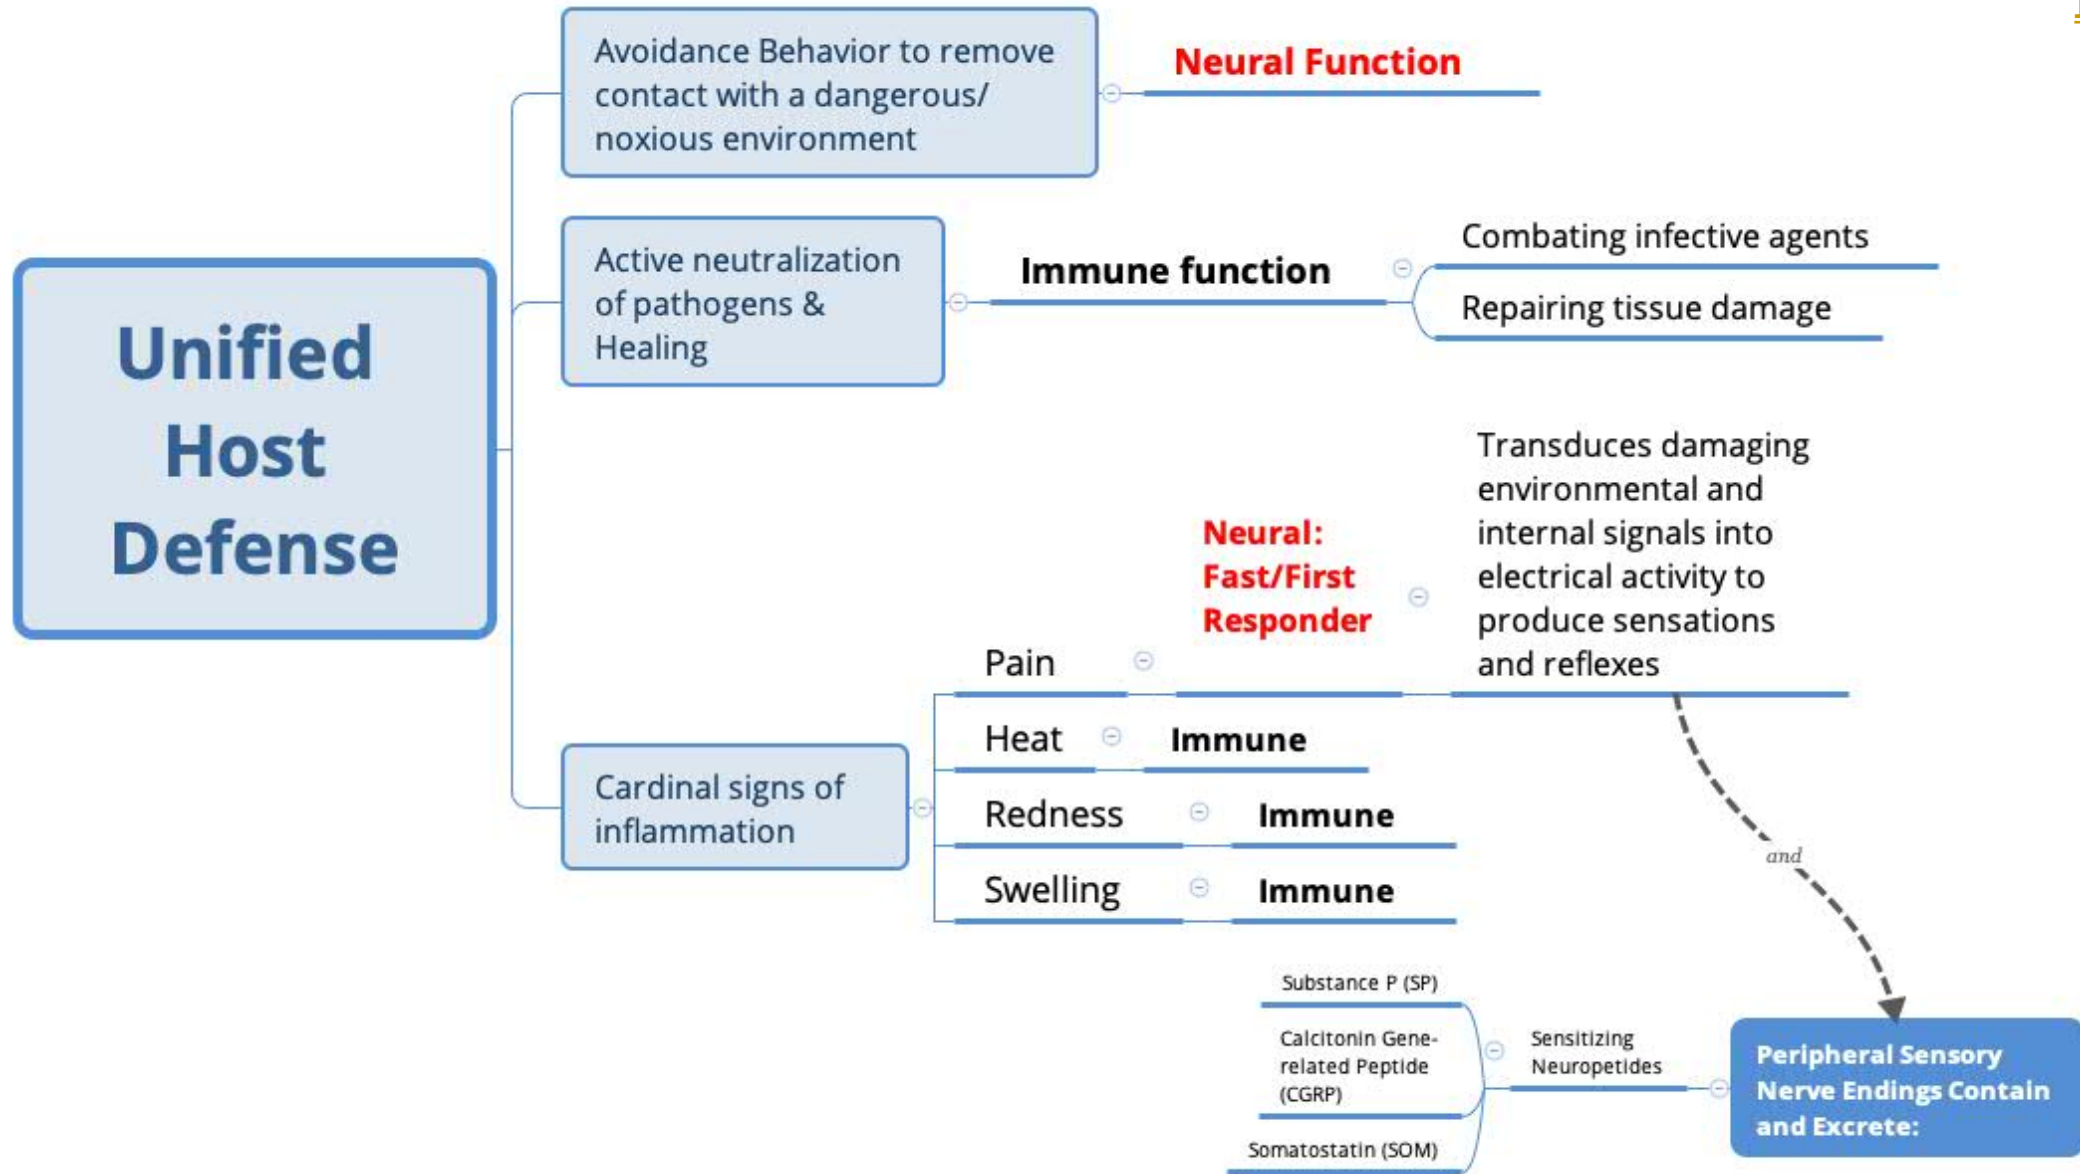 Avoidance Behavior to remove
contact with a dangerous/
noxious environment
Neural Function
Active neutralization
of pathogens &
Healing
Immune function
Combating infective agents
Repairing tissue damage
Unified
Host
Defense
Cardinal signs of
inflammation
Pain
Neural:
Fast/First
Responder
Transduces damaging
environmental and
internal signals into
electrical activity to
produce sensations
and reflexes
Heat
Immune
Redness
Immune
Swelling
Immune
and
Peripheral Sensory
Nerve Endings Contain
and Excrete:
Sensitizing
Neuropetides
Substance P (SP)
Calcitonin Gene-
related Peptide
(CGRP)
Somatostatin (SOM)